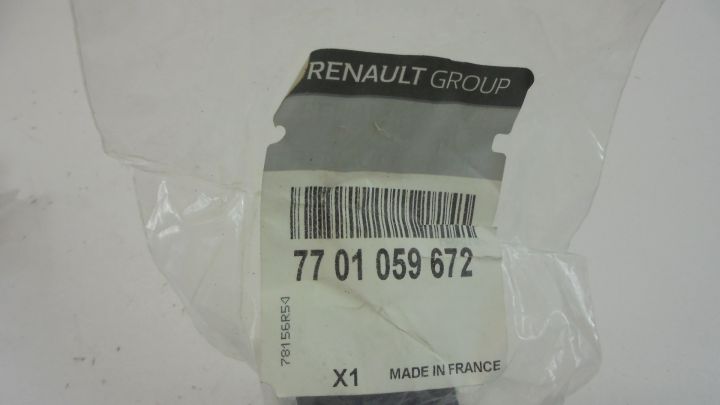 RENAULT GROUP
77 01 059 672
78156R54
X1 MADE IN FRANCE